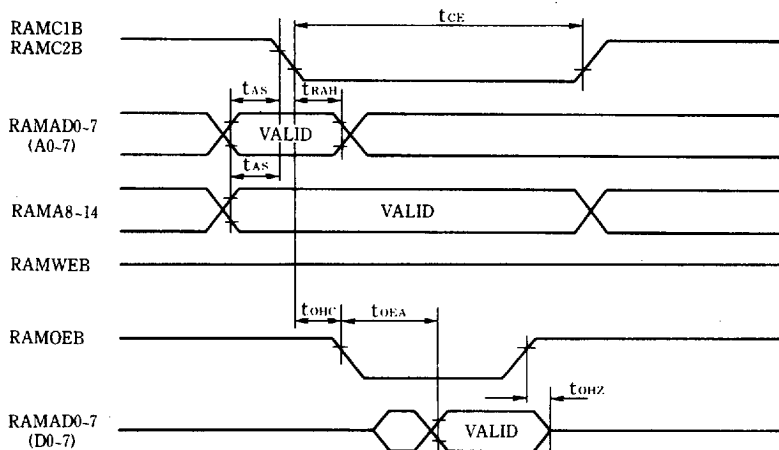 RAMC1B
RAMC2B
tCE
tAS
tRAH
RAMAD0~7
(A0~7)
VALID
tAS
RAMA8~14
VALID
RAMWEB
tOHC
tOEA
RAMOEB
tOHZ
RAMAD0~7
(D0~7)
VALID